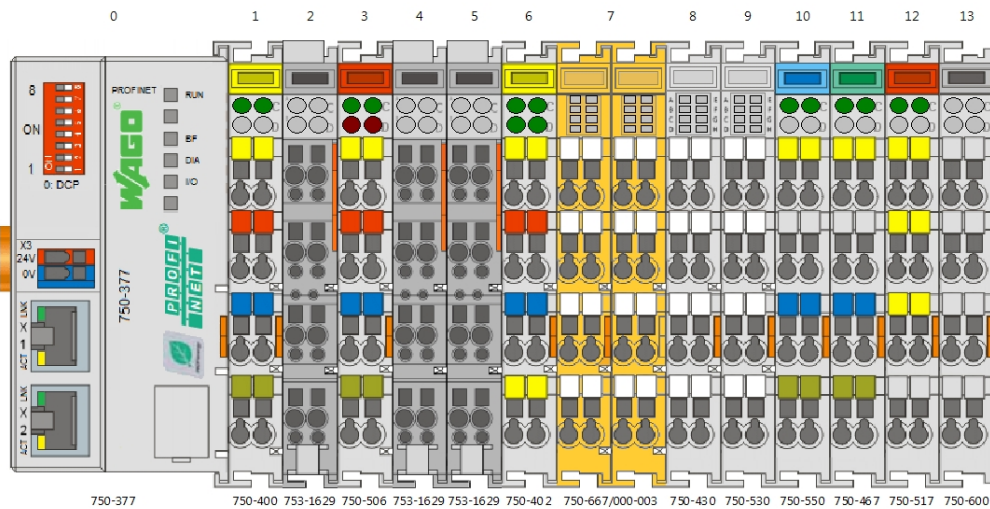 0 1 2 3 4 5 6 7 8 9 10 11 12 13
8
ON
1
ON
0: DCP
PROFINET
RUN
BF
DIA
I/O
WAGO®
X3
24V
0V
750-377
PROFI®
NET
LNK
X
1
ACT
LNK
X
2
ACT
750-377 750-400 753-1629 750-506 753-1629 753-1629 750-402 750-667/000-003 750-430 750-530 750-550 750-467 750-517 750-600